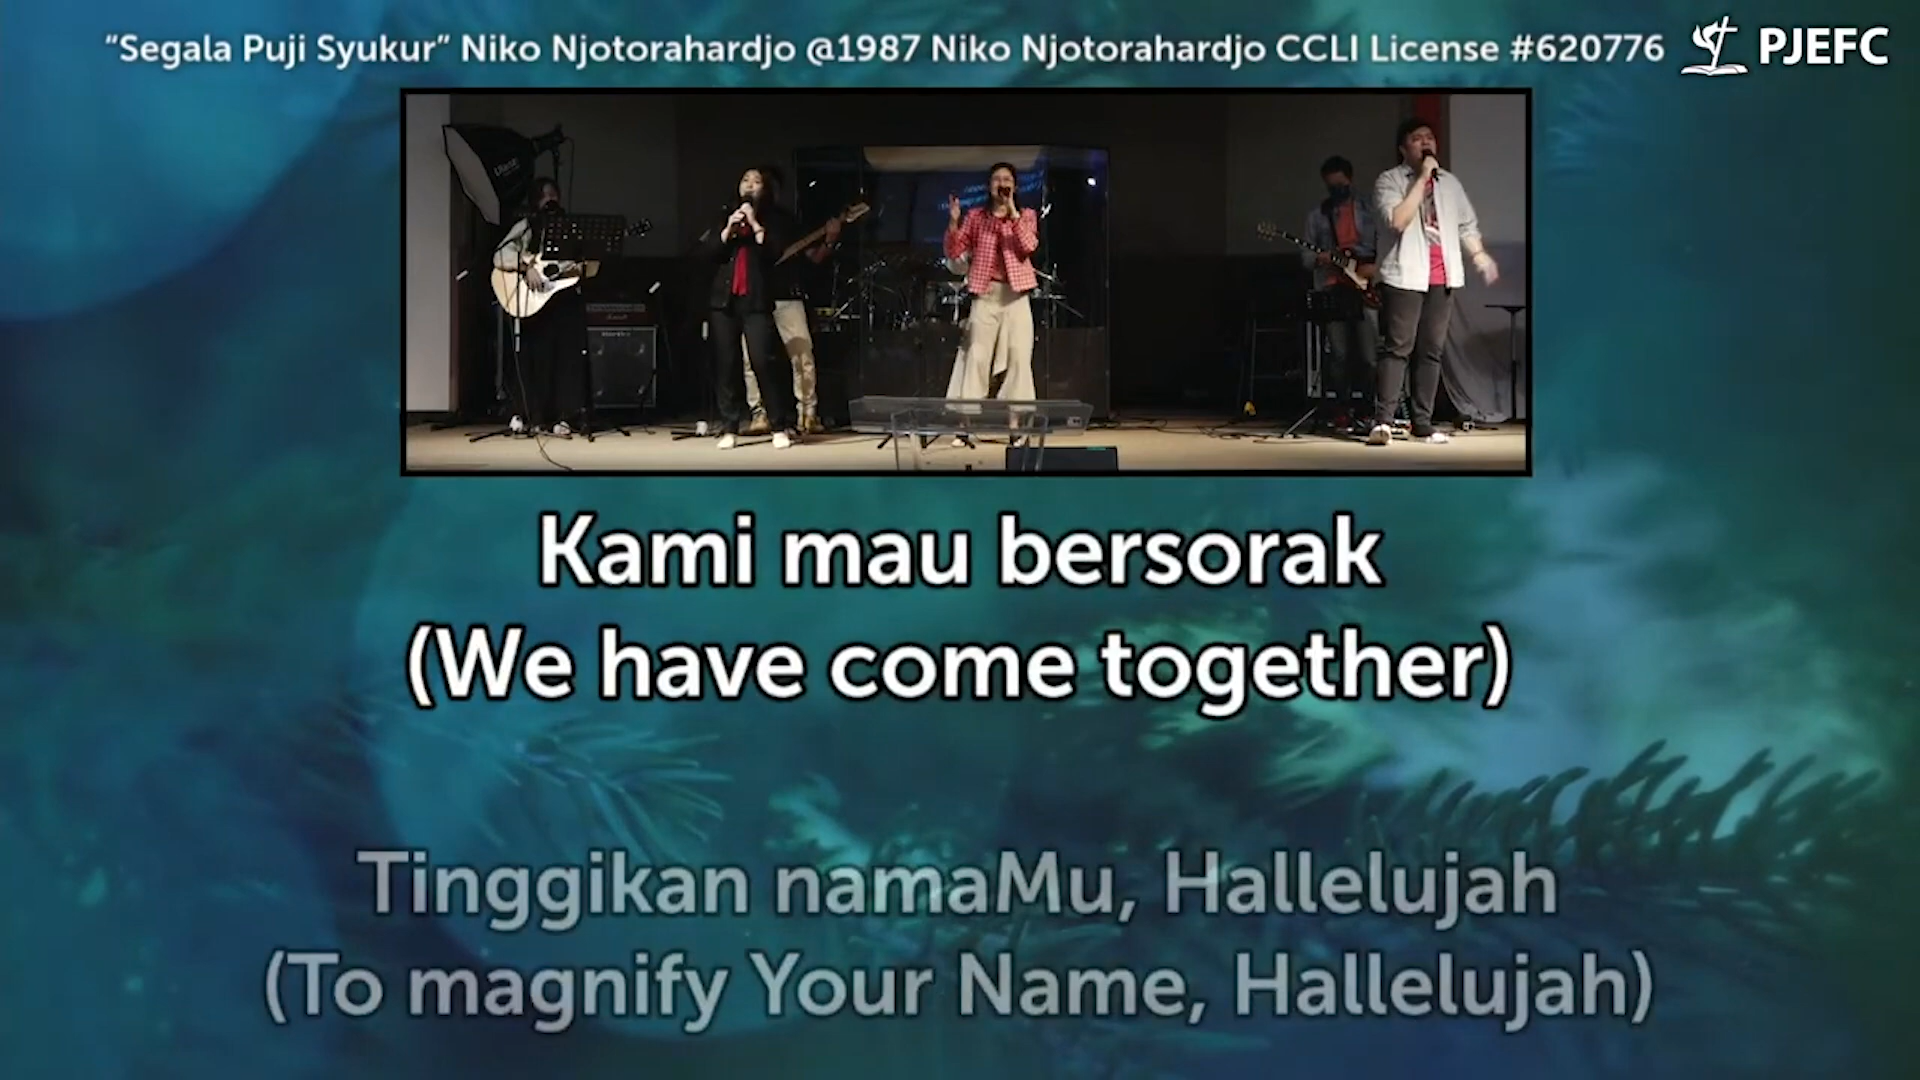 “Segala Puji Syukur” Niko Njotorahardjo @1987 Niko Njotorahardjo CCLI License #620776
PJEFC
Kami mau bersorak
(We have come together)
Tinggikan namaMu, Hallelujah
(To magnify Your Name, Hallelujah)